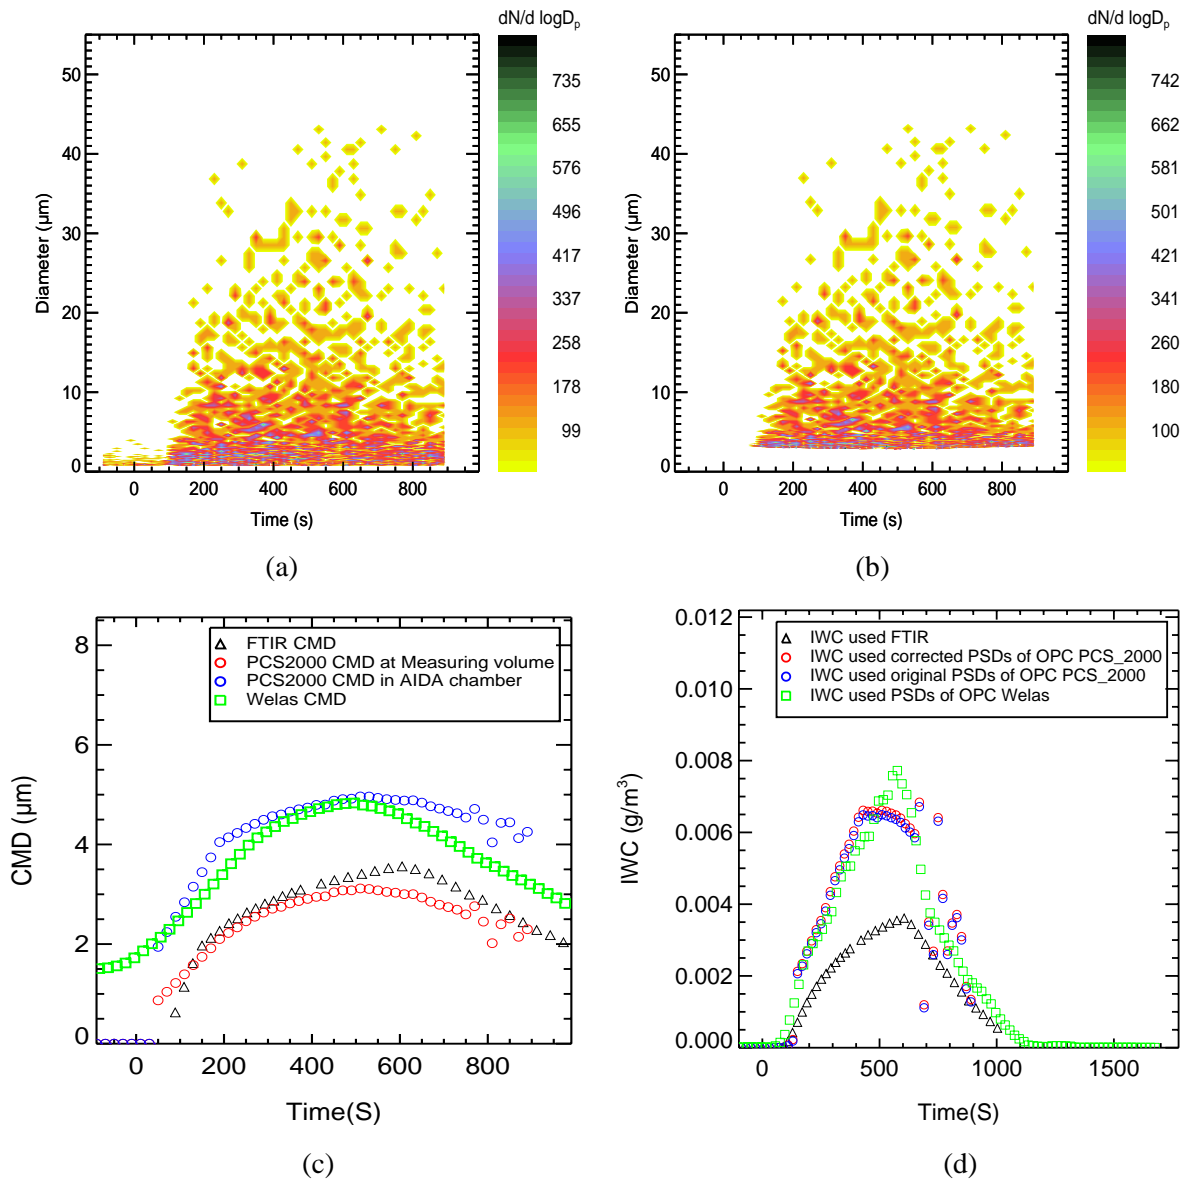 dN/d logDp
dN/d logDp
50
40
30
20
10
0
Diameter (µm)
0 200 400 600 800
Time (s)
735
655
576
496
417
337
258
178
99
(a)
50
40
30
20
10
0
Diameter (µm)
0 200 400 600 800
Time (s)
742
662
582
501
421
341
260
180
100
(b)
8
6
4
2
0
CMD (µm)
FTIR CMD
PCS2000 CMD at Measuring volume
PCS2000 CMD in AIDA chamber
Welas CMD
0 200 400 600 800
Time(S)
(c)
0.012
0.010
0.008
0.006
0.004
0.002
0.000
IWC (g/m3)
IWC used FTIR
IWC used corrected PSDs of OPC PCS_2000
IWC used original PSDs of OPC PCS_2000
IWC used PSDs of OPC Welas
0 500 1000 1500
Time(S)
(d)